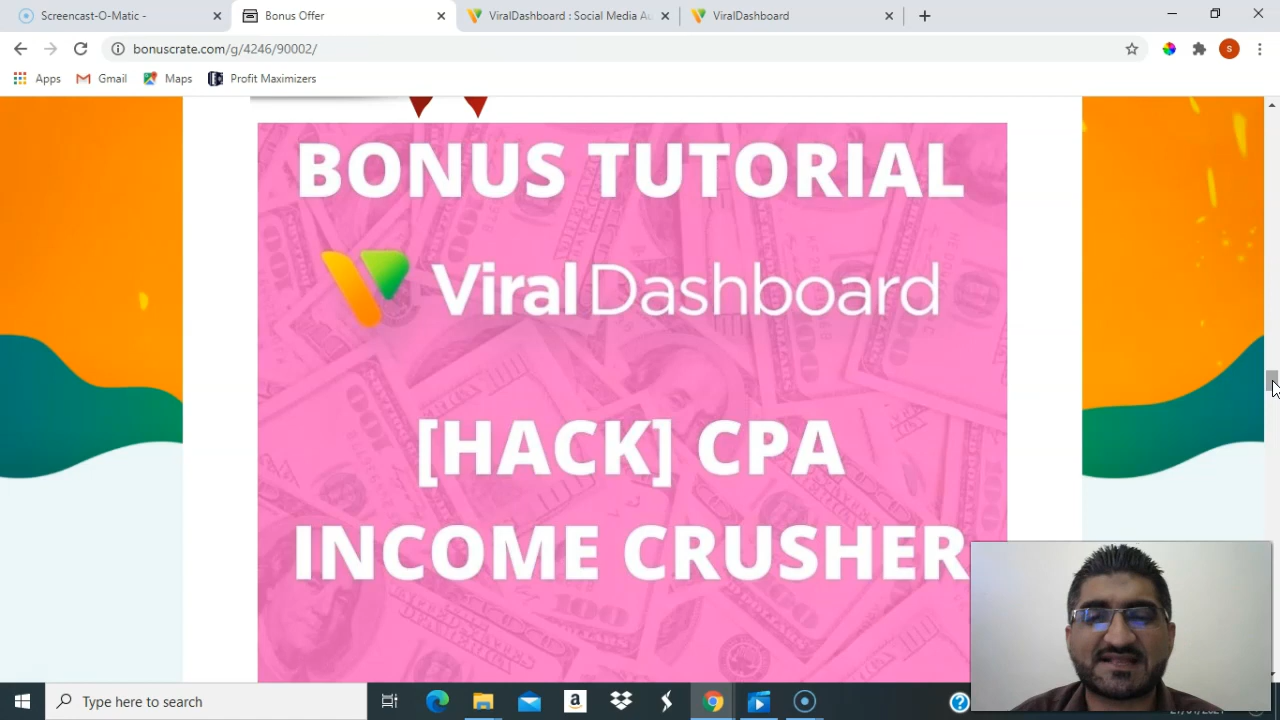 Screencast-O-Matic -
Bonus Offer
ViralDashboard : Social Media Au
ViralDashboard
bonuscrate.com/g/4246/90002/
s
Apps
Gmail
Maps
Profit Maximizers
BONUS TUTORIAL
ViralDashboard
[HACK] CPA
INCOME CRUSHER
Type here to search